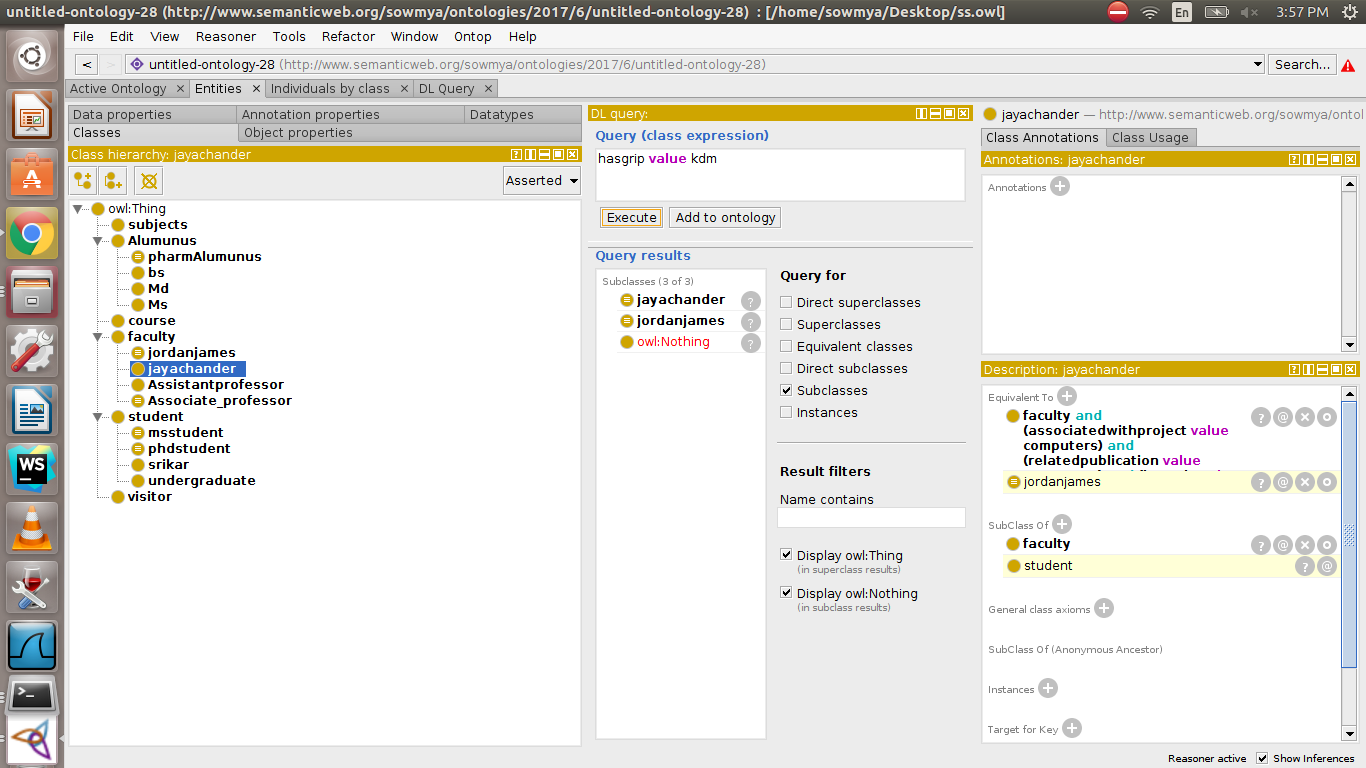 untitled-ontology-28 (http://www.semanticweb.org/sowmya/ontologies/2017/6/untitled-ontology-28) : [/home/sowmya/Desktop/ss.owl]
En
3:57 PM
File Edit View Reasoner Tools Refactor Window Ontop Help
< > untitled-ontology-28 (http://www.semanticweb.org/sowmya/ontologies/2017/6/untitled-ontology-28)
Search...
Active Ontology × Entities × Individuals by class × DL Query ×
Data properties Annotation properties Datatypes
Classes Object properties
Class hierarchy: jayachander
Asserted
owl:Thing
subjects
Alumunus
pharmAlumunus
bs
Md
Ms
course
faculty
jordanjames
jayachander
Assistantprofessor
Associate_professor
student
msstudent
phdstudent
srikar
undergraduate
visitor
DL query:
Query (class expression)
hasgrip value kdm
Execute Add to ontology
Query results
Subclasses (3 of 3)
jayachander ?
jordanjames ?
owl:Nothing ?
Query for
Direct superclasses
Superclasses
Equivalent classes
Direct subclasses
Subclasses
Instances
Result filters
Name contains
Display owl:Thing
(in superclass results)
Display owl:Nothing
(in subclass results)
jayachander — http://www.semanticweb.org/sowmya/ontol
Class Annotations Class Usage
Annotations: jayachander
Annotations
Description: jayachander
Equivalent To
faculty and
(associatedwithproject value
computers) and
(relatedpublication value
jordanjames
SubClass Of
faculty
student
General class axioms
SubClass Of (Anonymous Ancestor)
Instances
Target for Key
Reasoner active Show Inferences
WS